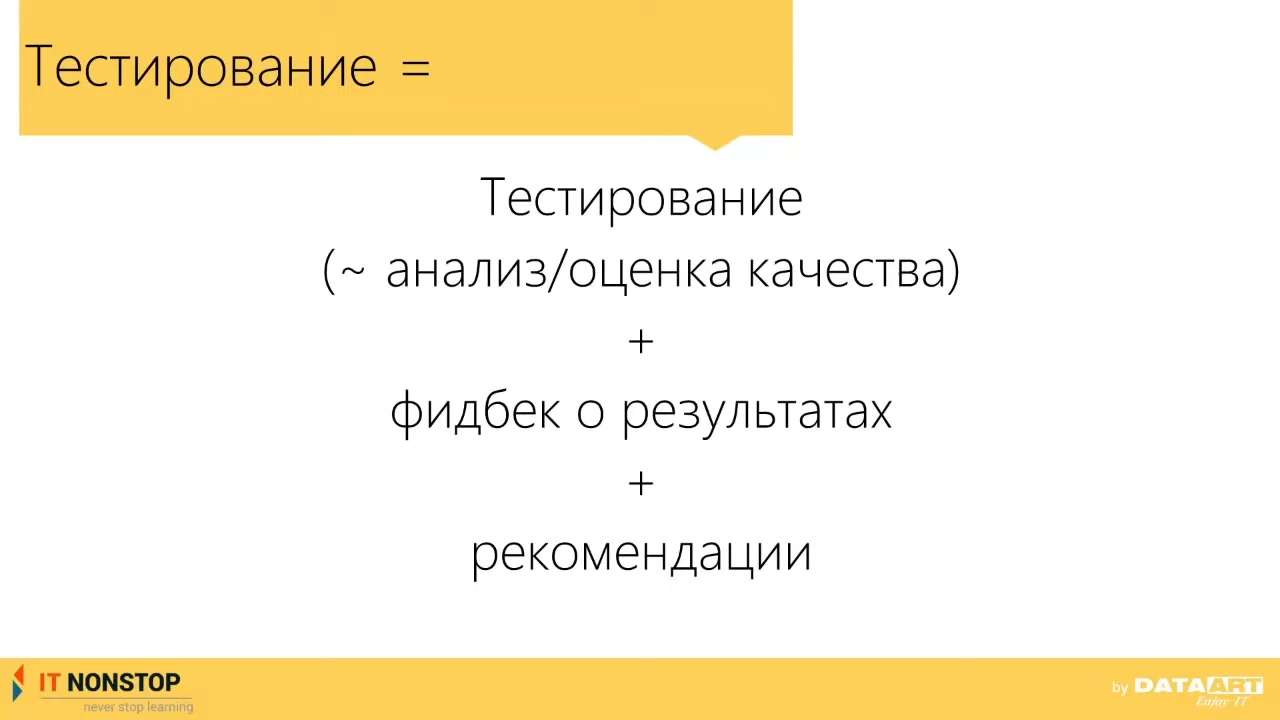 Тестирование =
Тестирование
(~ анализ/оценка качества)
+
фидбек о результатах
+
рекомендации
IT NONSTOP
never stop learning
by DATAART
Enjoy IT